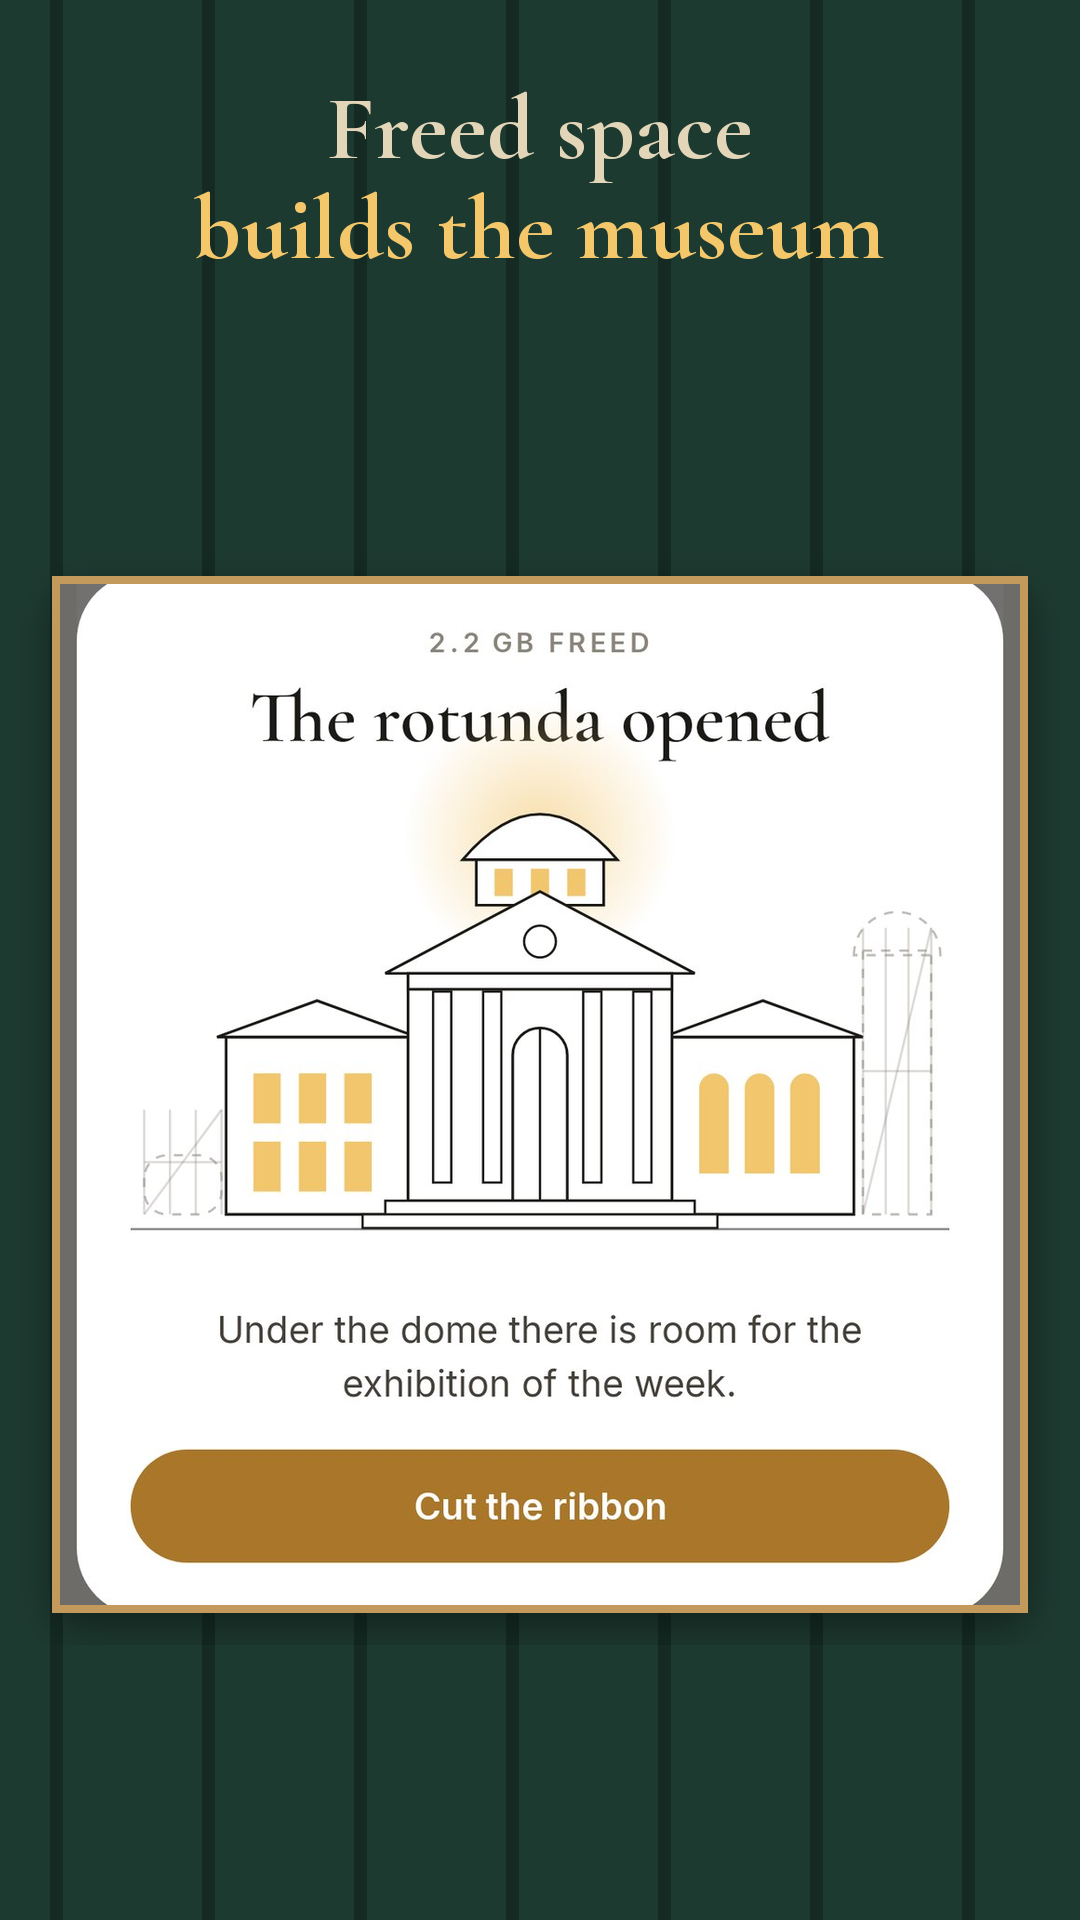 Freed space
builds the museum
2.2 GB FREED
The rotunda opened
Under the dome there is room for the
exhibition of the week.
Cut the ribbon